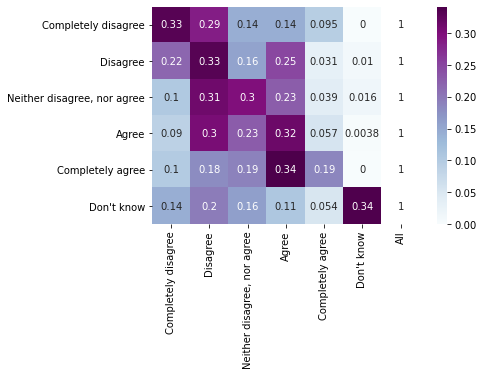 Completely disagree 0.33 0.29 0.14 0.14 0.095 0 1
Disagree 0.22 0.33 0.16 0.25 0.031 0.01 1
Neither disagree, nor agree 0.1 0.31 0.3 0.23 0.039 0.016 1
Agree 0.09 0.3 0.23 0.32 0.057 0.0038 1
Completely agree 0.1 0.18 0.19 0.34 0.19 0 1
Don't know 0.14 0.2 0.16 0.11 0.054 0.34 1
Completely disagree
Disagree
Neither disagree, nor agree
Agree
Completely agree
Don't know
All
0.30
0.25
0.20
0.15
0.10
0.05
0.00